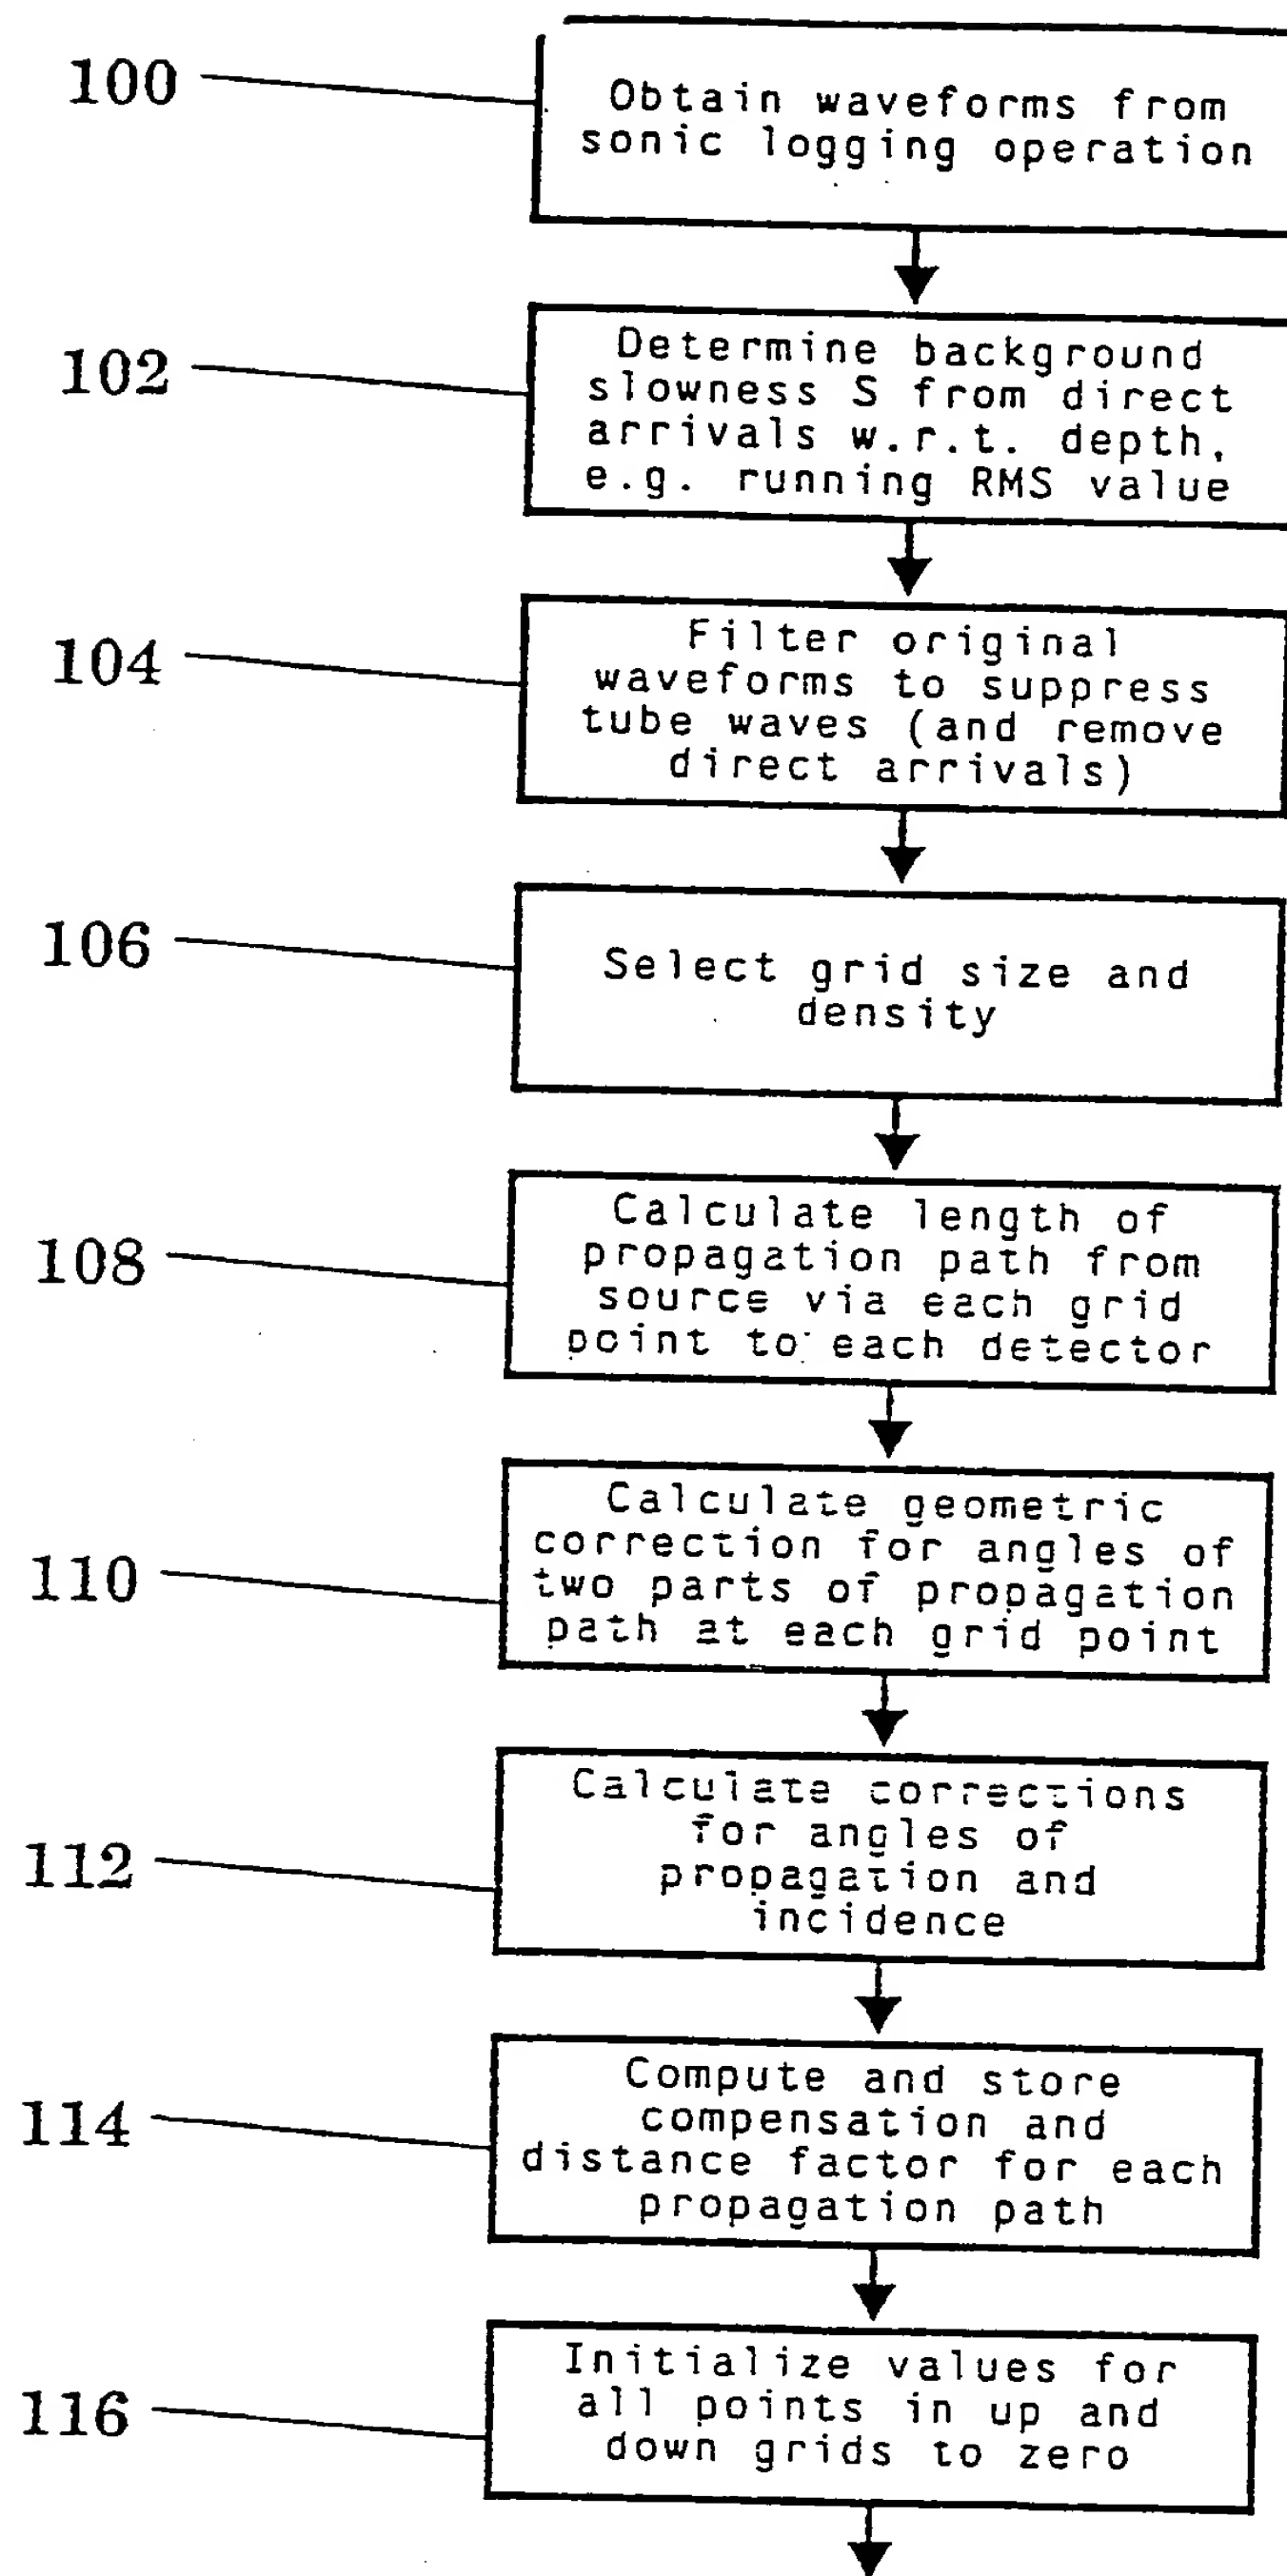 100
Obtain waveforms from
sonic logging operation
102
Determine background
slowness S from direct
arrivals w.r.t. depth,
e.g. running RMS value
104
Filter original
waveforms to suppress
tube waves (and remove
direct arrivals)
106
Select grid size and
density
108
Calculate length of
propagation path from
source via each grid
point to each detector
110
Calculate geometric
correction for angles of
two parts of propagation
path at each grid point
112
Calculate corrections
for angles of
propagation and
incidence
114
Compute and store
compensation and
distance factor for each
propagation path
116
Initialize values for
all points in up and
down grids to zero